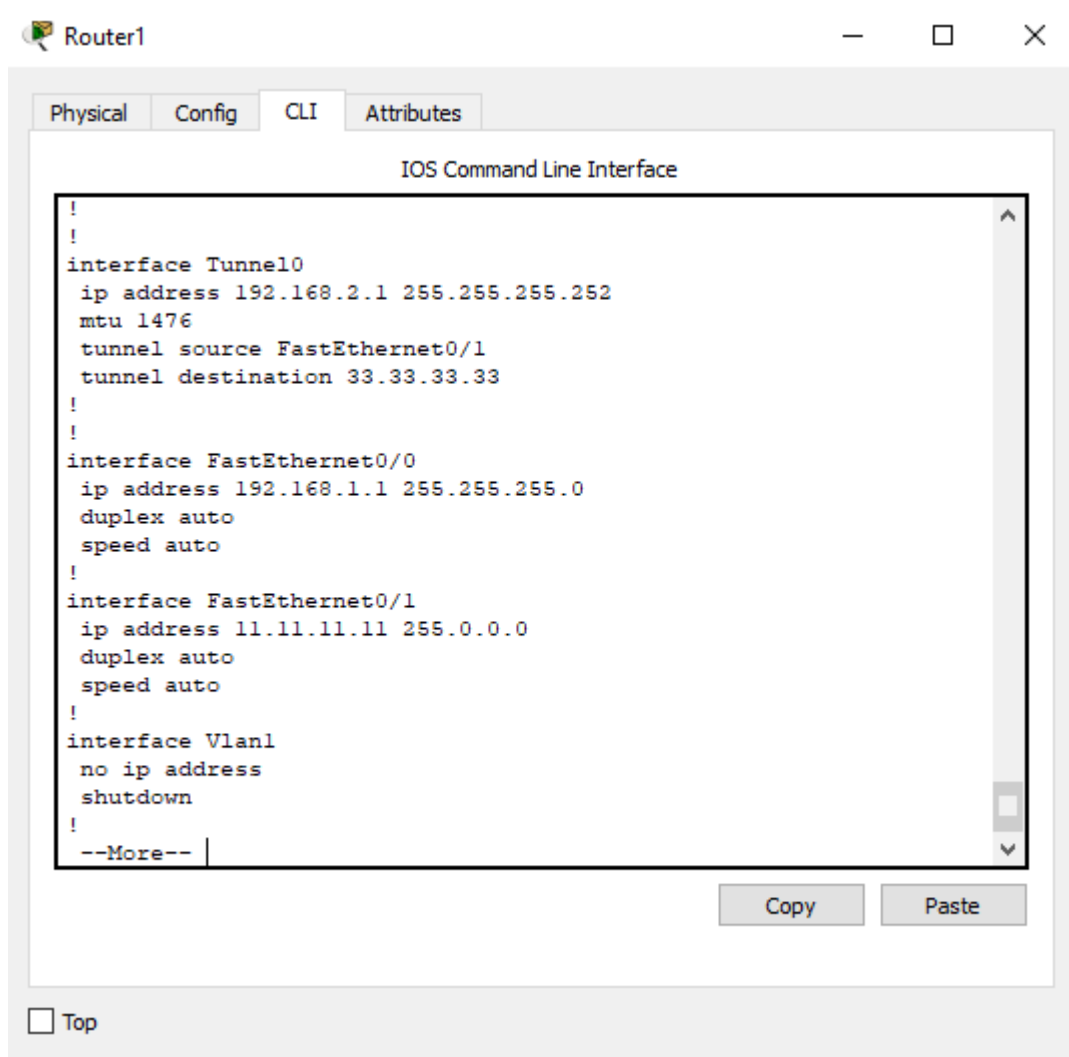 Router1
Physical Config CLI Attributes
IOS Command Line Interface
!
!
interface Tunnel0
 ip address 192.168.2.1 255.255.255.252
 mtu 1476
 tunnel source FastEthernet0/1
 tunnel destination 33.33.33.33
!
!
interface FastEthernet0/0
 ip address 192.168.1.1 255.255.255.0
 duplex auto
 speed auto
!
interface FastEthernet0/1
 ip address 11.11.11.11 255.0.0.0
 duplex auto
 speed auto
!
interface Vlan1
 no ip address
 shutdown
!
 --More--
Copy Paste
Top